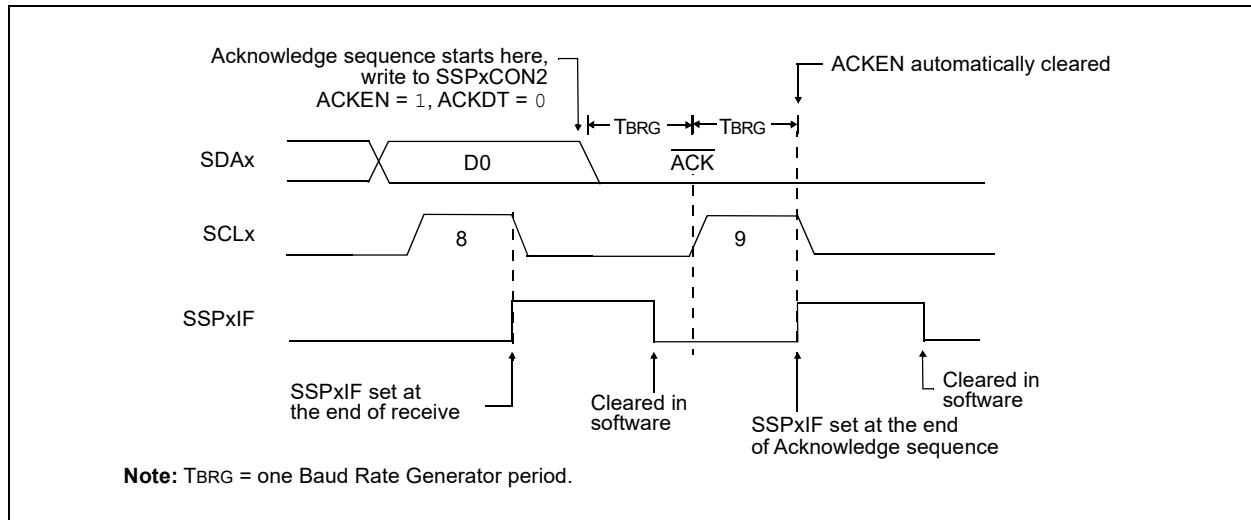 Acknowledge sequence starts here,
write to SSPxCON2
ACKEN = 1, ACKDT = 0
ACKEN automatically cleared
TBRG
TBRG
SDAx
D0
ACK
SCLx
8
9
SSPxIF
SSPxIF set at
the end of receive
Cleared in
software
SSPxIF set at the end
of Acknowledge sequence
Cleared in
software
Note: TBRG = one Baud Rate Generator period.